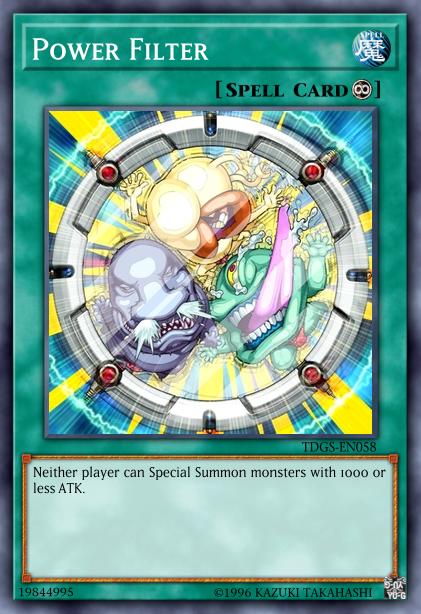 Power Filter
SPELL
魔
[Spell Card]
TDGS-EN058
Neither player can Special Summon monsters with 1000 or
less ATK.
19844995
©1996 KAZUKI TAKAHASHI